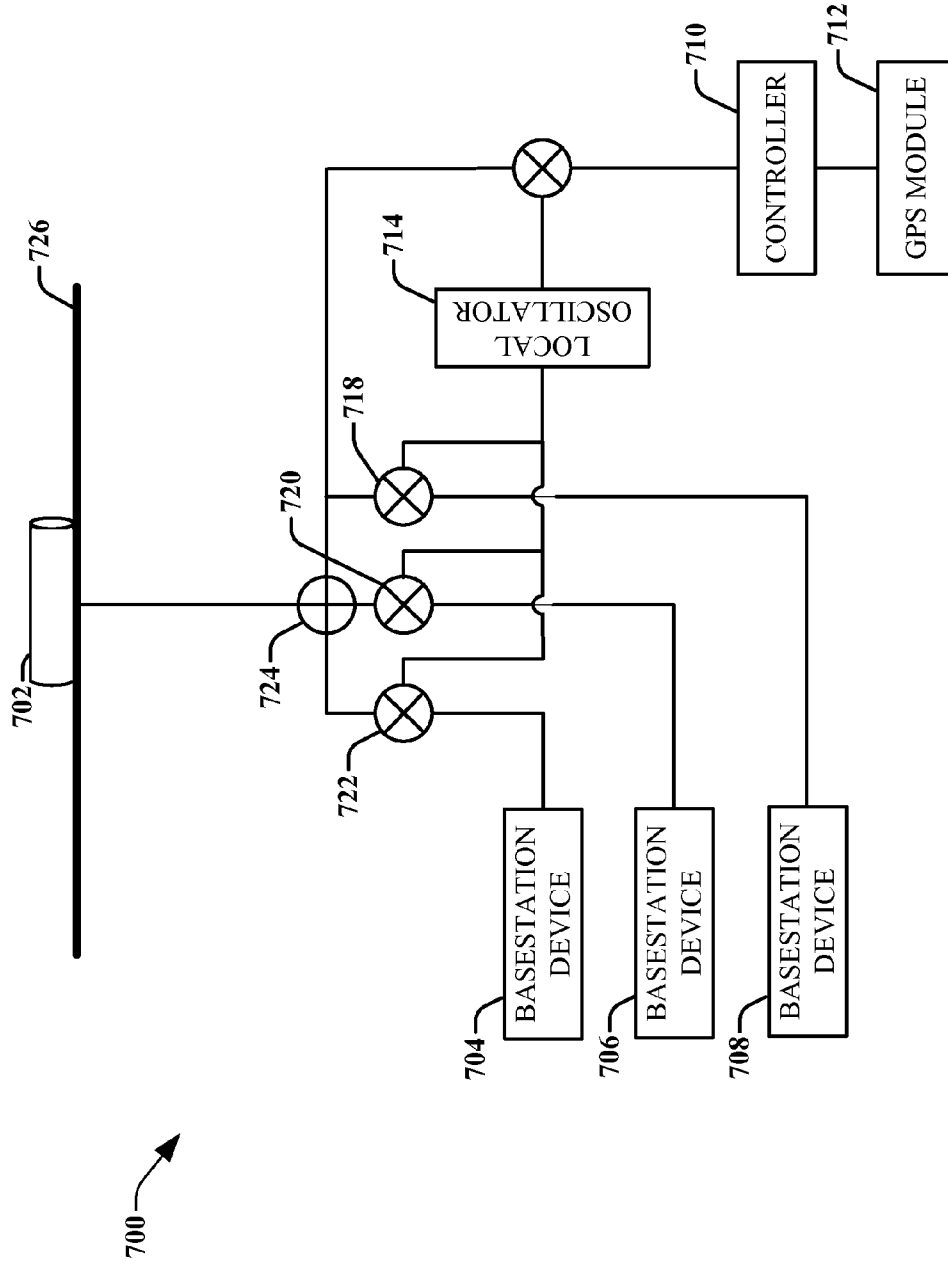 700
702
726
724
722
720
718
714
LOCAL
OSCILLATOR
704
BASESTATION
DEVICE
706
BASESTATION
DEVICE
708
BASESTATION
DEVICE
710
CONTROLLER
712
GPS MODULE